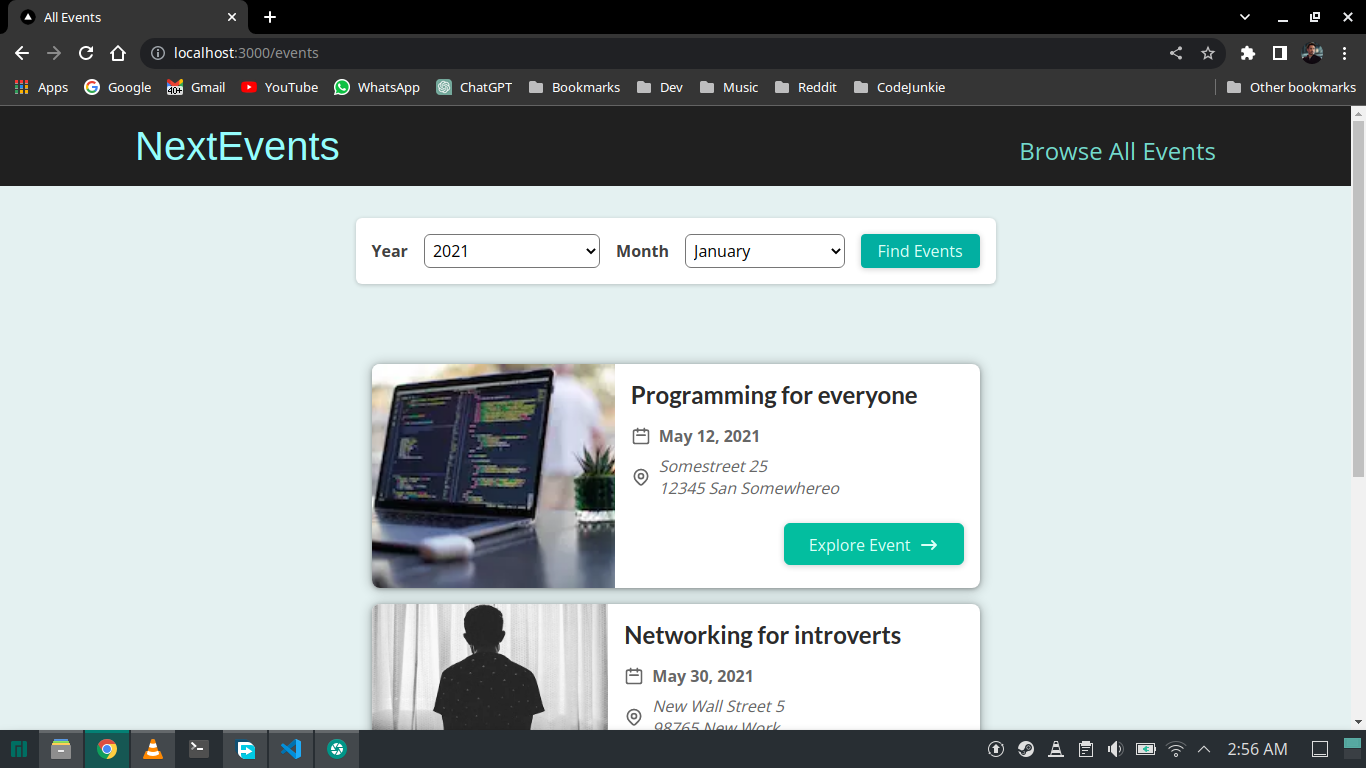 All Events
localhost:3000/events
Apps Google Gmail YouTube WhatsApp ChatGPT Bookmarks Dev Music Reddit CodeJunkie Other bookmarks
40+
NextEvents Browse All Events
Year 2021 Month January Find Events
Programming for everyone
May 12, 2021
Somestreet 25
12345 San Somewhereo
Explore Event →
Networking for introverts
May 30, 2021
New Wall Street 5
98765 New Work
2:56 AM